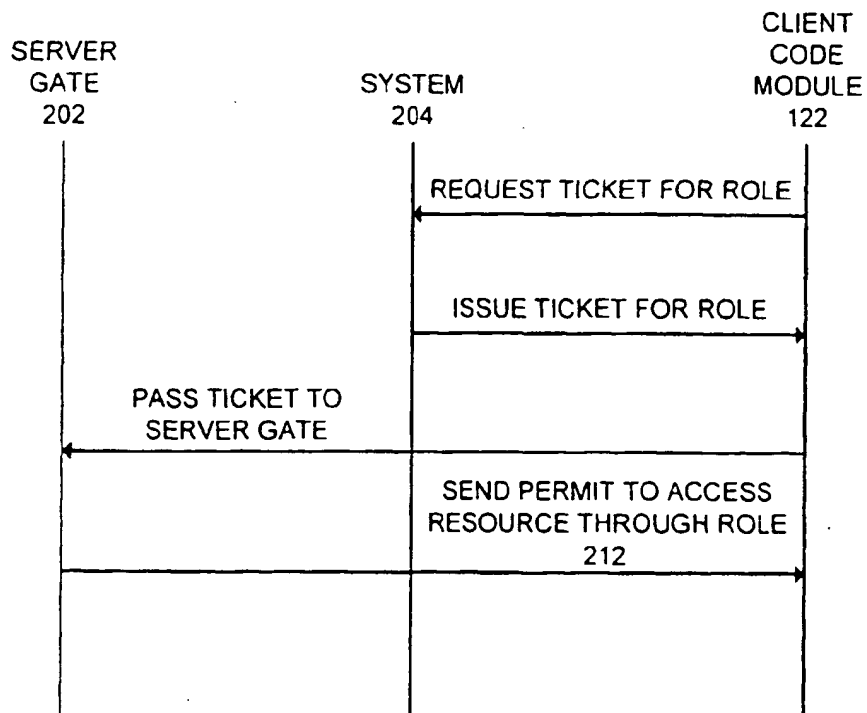 SERVER
GATE
202
SYSTEM
204
CLIENT
CODE
MODULE
122
REQUEST TICKET FOR ROLE
ISSUE TICKET FOR ROLE
PASS TICKET TO
SERVER GATE
SEND PERMIT TO ACCESS
RESOURCE THROUGH ROLE
212